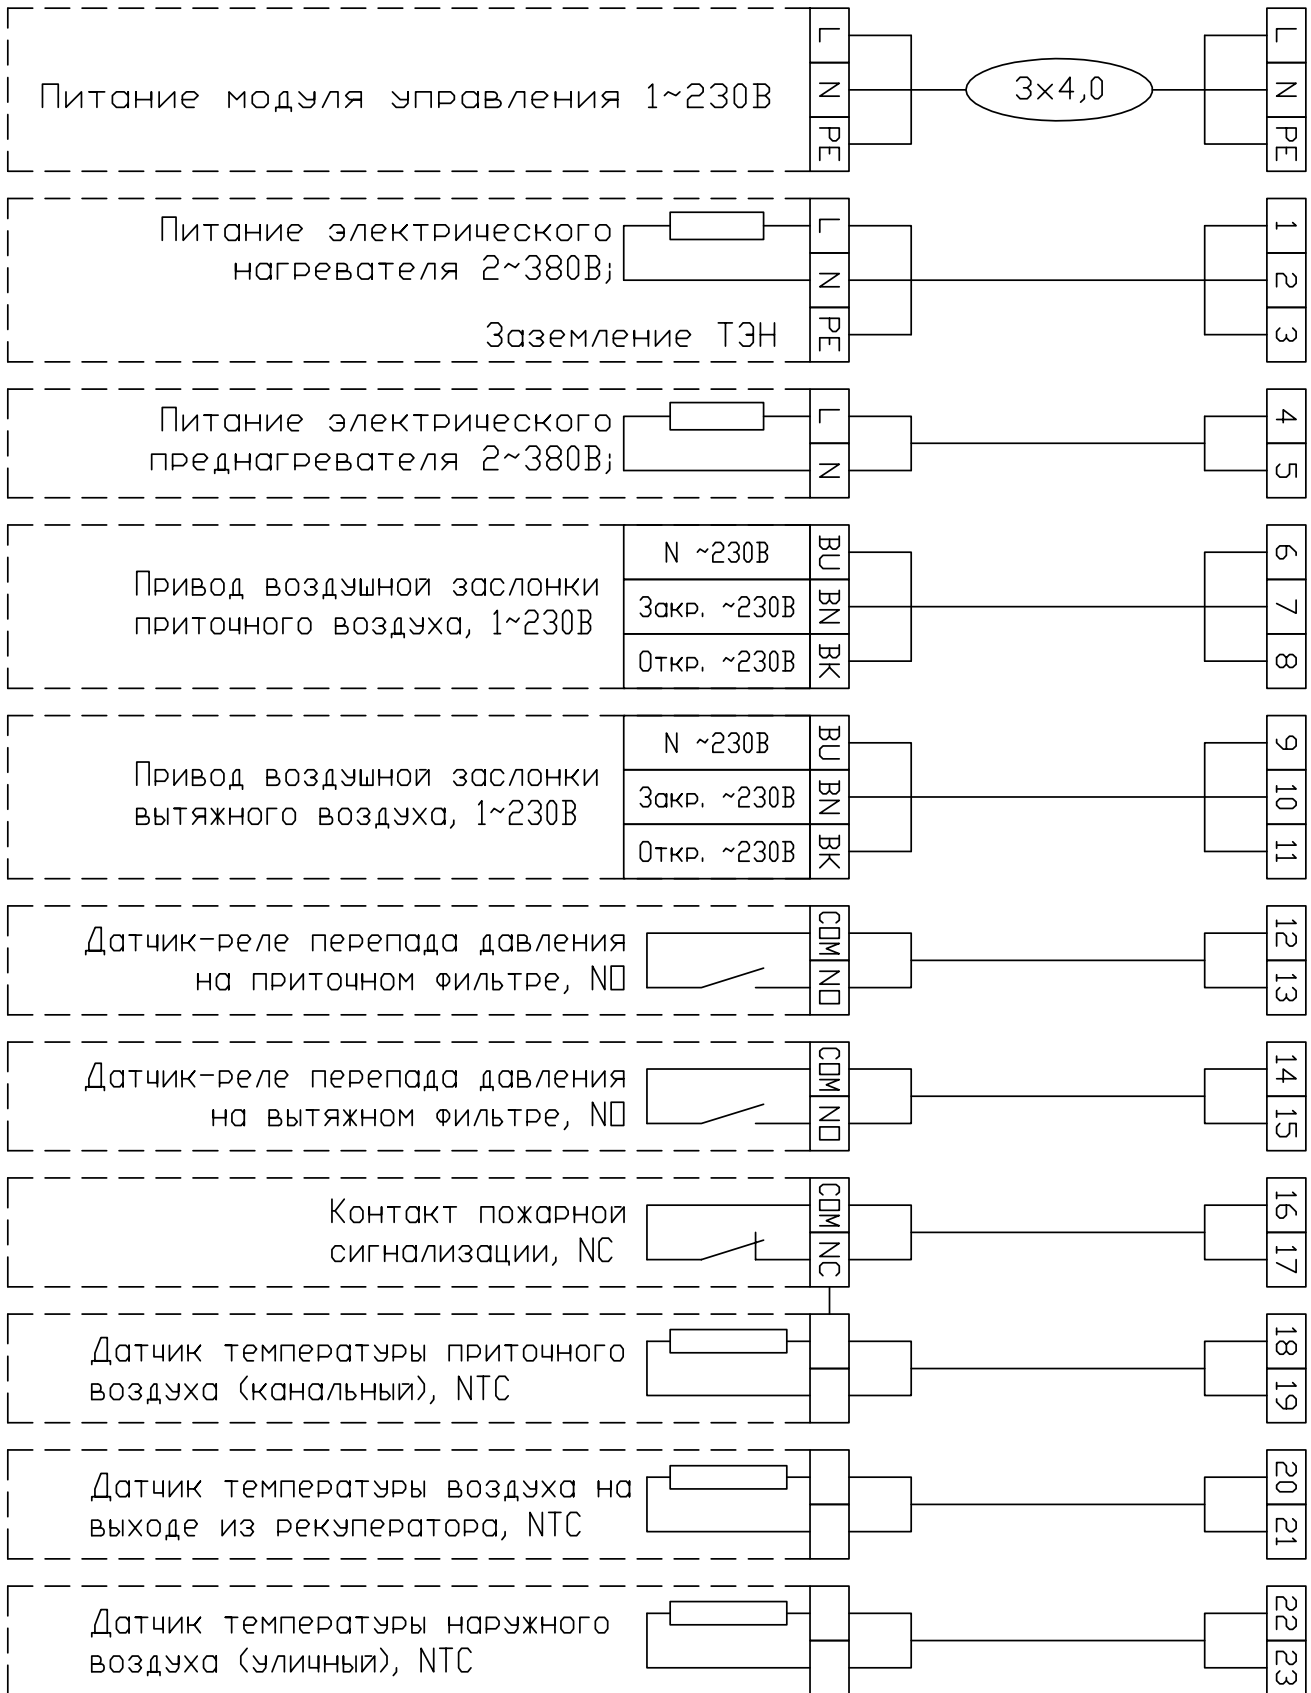 Питание модуля управления 1~230В
L
N
PE
3х4,0
L
N
PE
Питание электрического
нагревателя 2~380В;
Заземление ТЭН
L
N
PE
1
2
3
Питание электрического
преднагревателя 2~380В;
L
N
4
5
Привод воздушной заслонки
приточного воздуха, 1~230В
N ~230В
Закр. ~230В
Откр. ~230В
BU
BN
BK
6
7
8
Привод воздушной заслонки
вытяжного воздуха, 1~230В
N ~230В
Закр. ~230В
Откр. ~230В
BU
BN
BK
9
10
11
Датчик-реле перепада давления
на приточном фильтре, NO
COM
NO
12
13
Датчик-реле перепада давления
на вытяжном фильтре, NO
COM
NO
14
15
Контакт пожарной
сигнализации, NC
COM
NC
16
17
Датчик температуры приточного
воздуха (канальный), NTC
18
19
Датчик температуры воздуха на
выходе из рекуператора, NTC
20
21
Датчик температуры наружного
воздуха (уличный), NTC
22
23